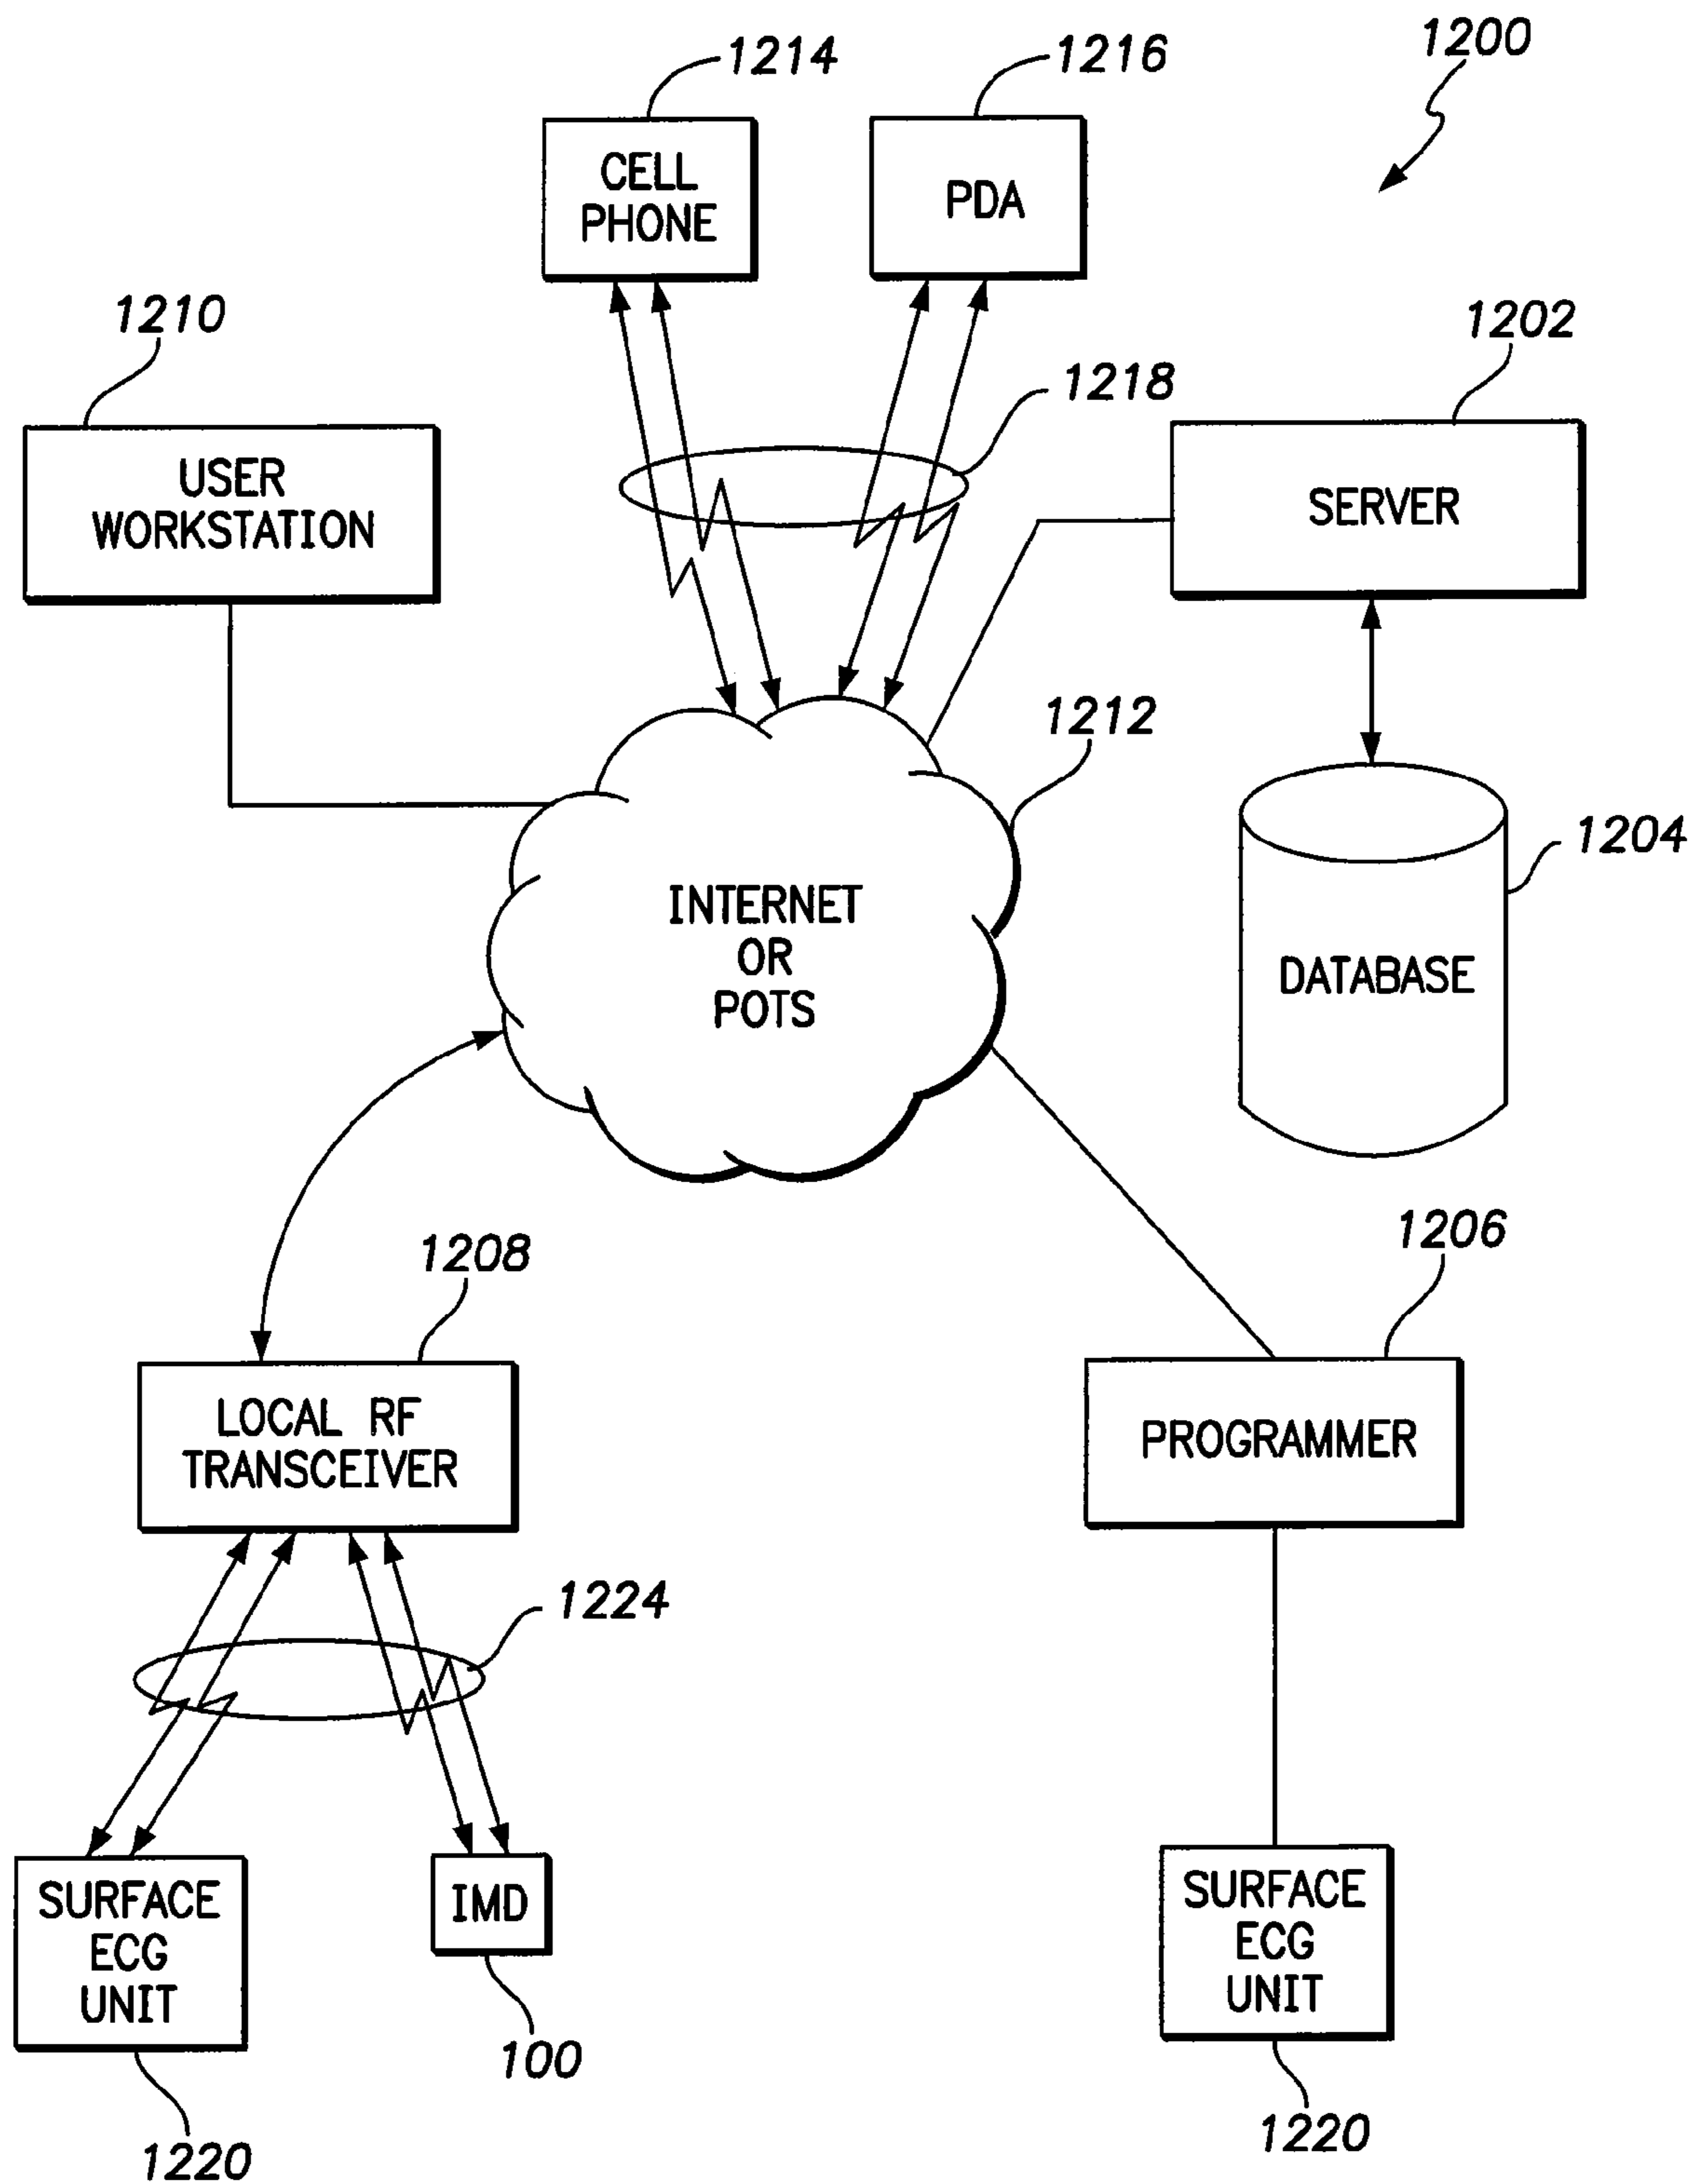 1200
1214
1216
CELL
PHONE
PDA
1210
1202
1218
USER
WORKSTATION
SERVER
1212
1204
INTERNET
OR
POTS
DATABASE
1208
1206
LOCAL RF
TRANSCEIVER
PROGRAMMER
1224
SURFACE
ECG
UNIT
IMD
SURFACE
ECG
UNIT
100
1220
1220